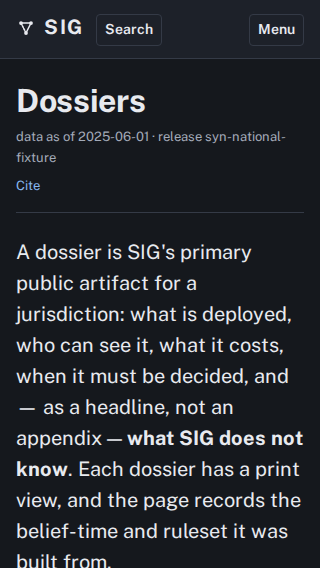 SIG
Search
Menu
Dossiers
data as of 2025-06-01 · release syn-national-
fixture
Cite
A dossier is SIG's primary
public artifact for a
jurisdiction: what is deployed,
who can see it, what it costs,
when it must be decided, and
— as a headline, not an
appendix — what SIG does not
know. Each dossier has a print
view, and the page records the
belief-time and ruleset it was
built from.